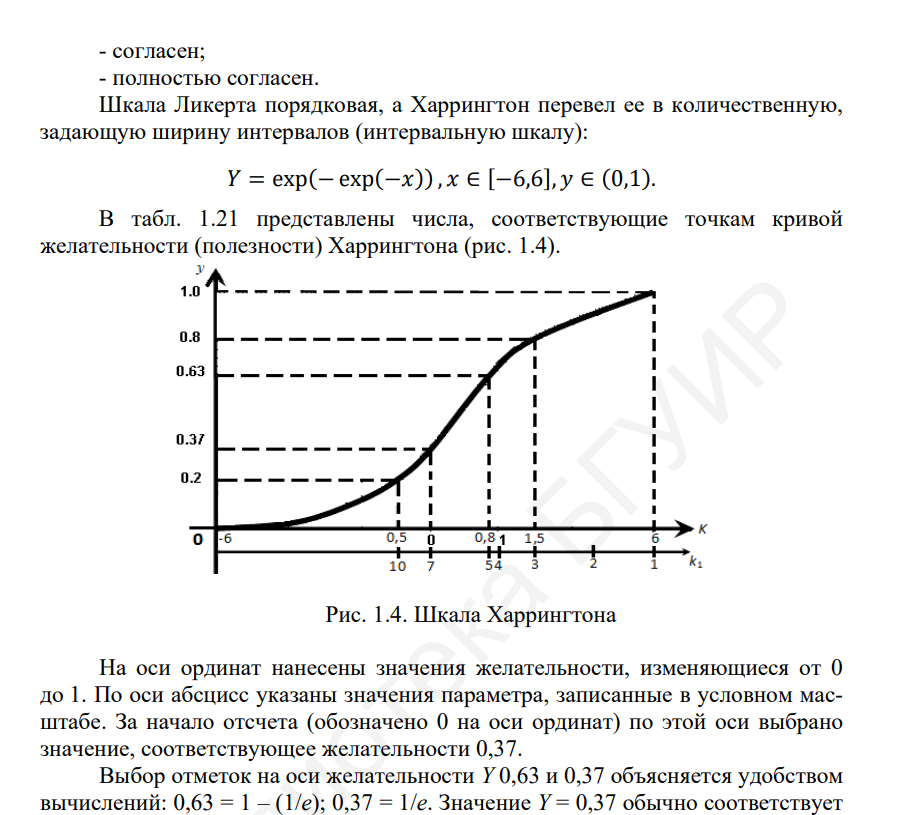 - согласен;
- полностью согласен.
Шкала Ликерта порядковая, а Харрингтон перевел ее в количественную,
задающую ширину интервалов (интервальную шкалу):
Y = exp(− exp(−x)) , x ∈ [−6,6], y ∈ (0,1).
В табл. 1.21 представлены числа, соответствующие точкам кривой
желательности (полезности) Харрингтона (рис. 1.4).
y
1.0
0.8
0.63
0.37
0.2
0 -6 0,5 0 0,8 1 1,5 6 K
10 7 5 4 3 2 1 k₁
Рис. 1.4. Шкала Харрингтона
На оси ординат нанесены значения желательности, изменяющиеся от 0
до 1. По оси абсцисс указаны значения параметра, записанные в условном мас-
штабе. За начало отсчета (обозначено 0 на оси ординат) по этой оси выбрано
значение, соответствующее желательности 0,37.
Выбор отметок на оси желательности Y 0,63 и 0,37 объясняется удобством
вычислений: 0,63 = 1 – (1/e); 0,37 = 1/e. Значение Y = 0,37 обычно соответствует
иотека БГУИР